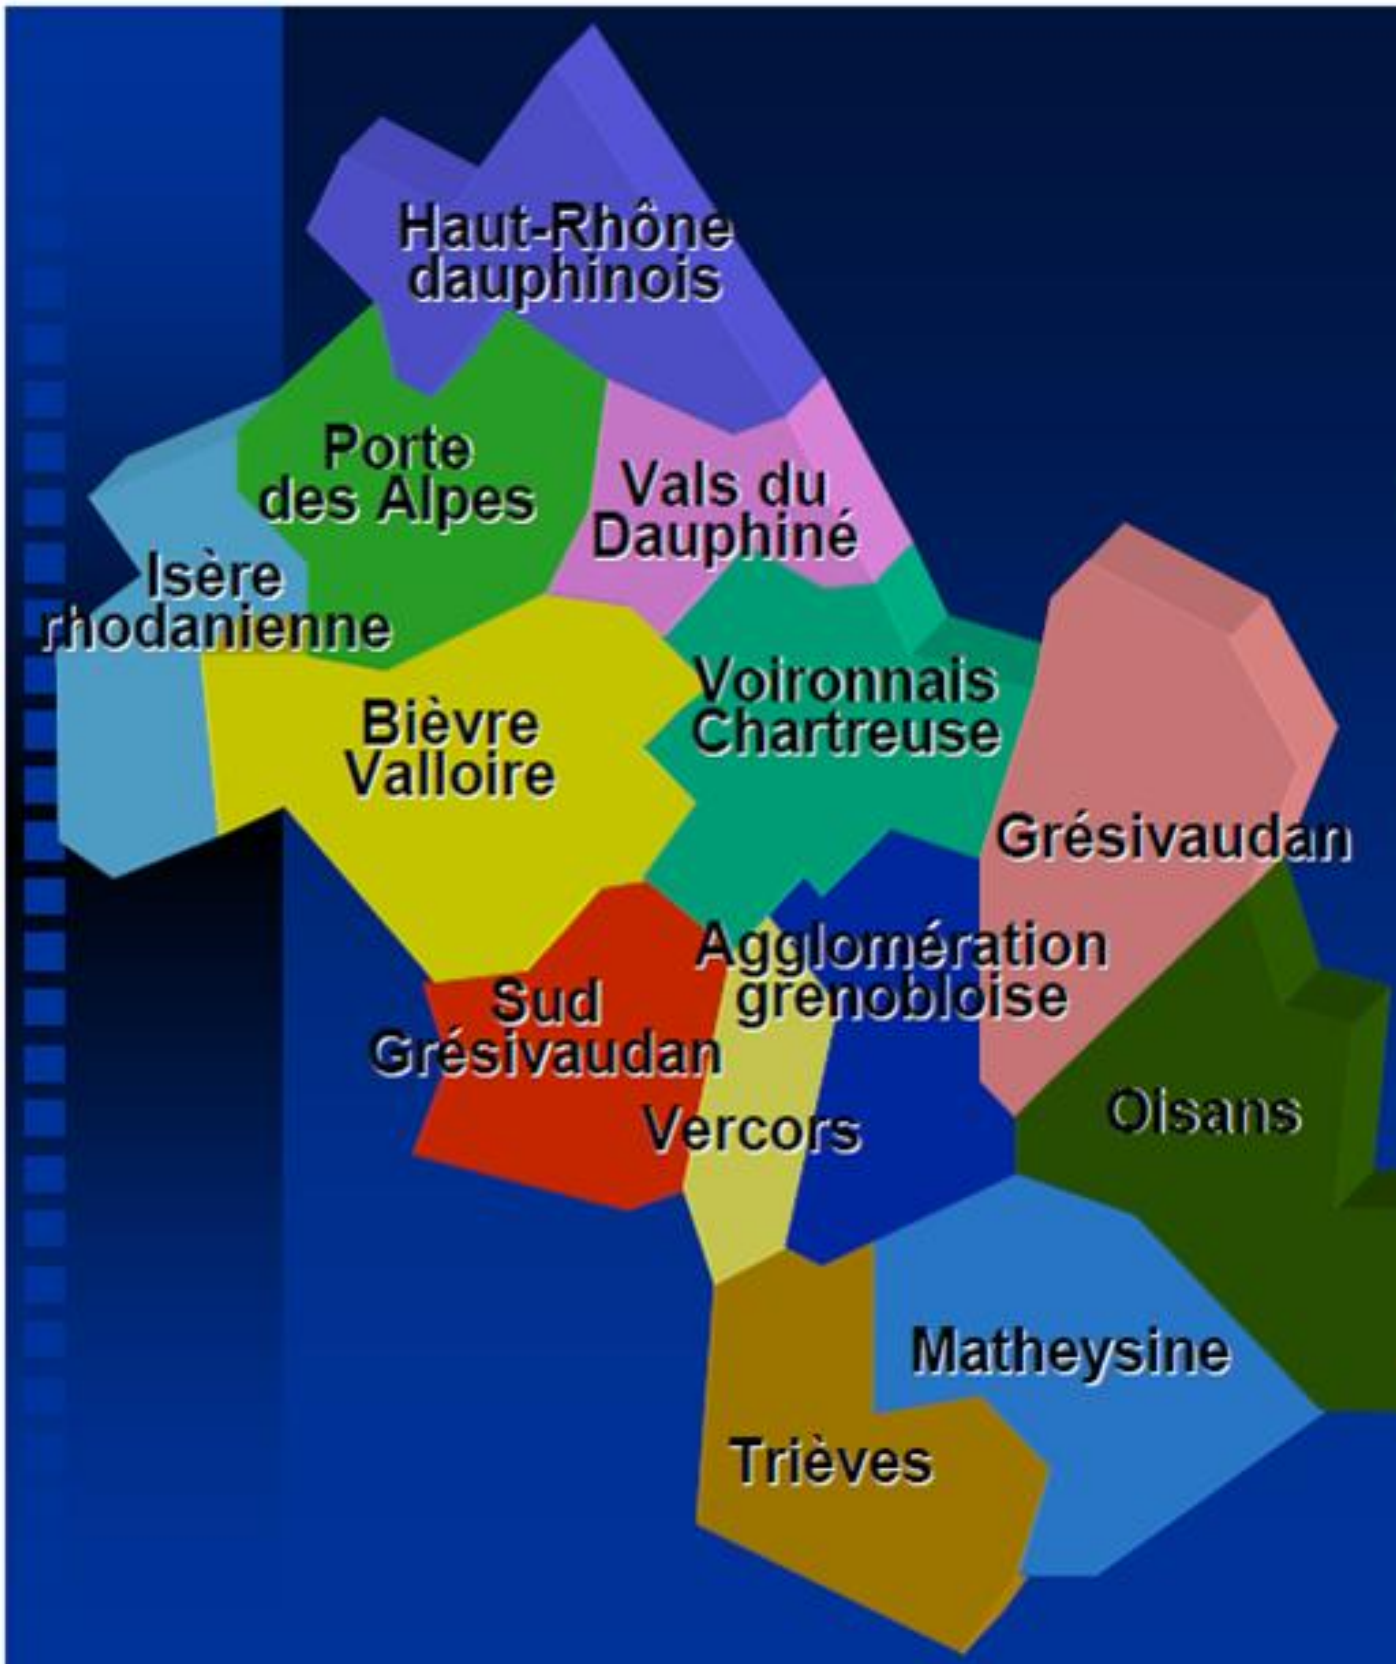 Haut-Rhône
dauphinois
Porte
des Alpes
Vals du
Dauphiné
Isère
rhodanienne
Voironnais
Chartreuse
Bièvre
Valloire
Grésivaudan
Agglomération
grenobloise
Sud
Grésivaudan
Vercors
Oisans
Matheysine
Trièves